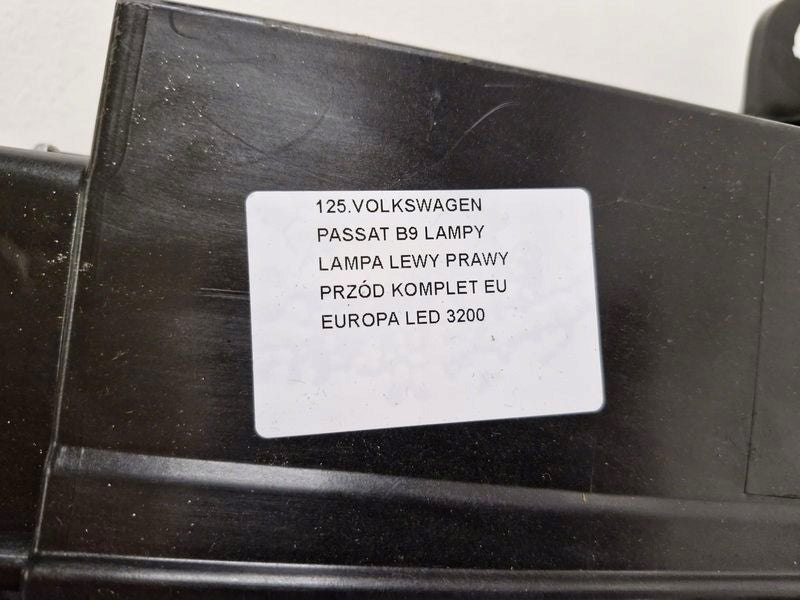 125.VOLKSWAGEN
PASSAT B9 LAMPY
LAMPA LEWY PRAWY
PRZÓD KOMPLET EU
EUROPA LED 3200